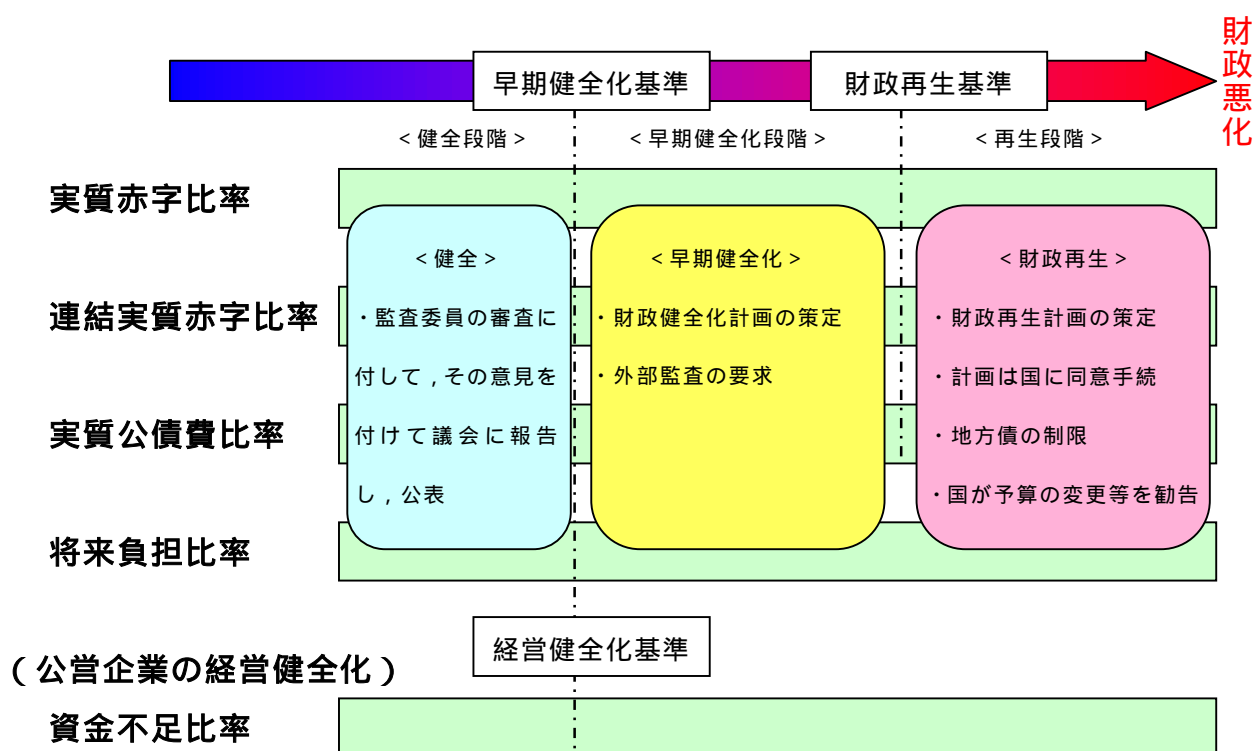 財政悪化
早期健全化基準
財政再生基準
<健全段階>
<早期健全化段階>
<再生段階>
実質赤字比率
連結実質赤字比率
実質公債費比率
将来負担比率
<健全>
・監査委員の審査に
付して,その意見を
付けて議会に報告
し,公表
<早期健全化>
・財政健全化計画の策定
・外部監査の要求
<財政再生>
・財政再生計画の策定
・計画は国に同意手続
・地方債の制限
・国が予算の変更等を勧告
経営健全化基準
(公営企業の経営健全化)
資金不足比率